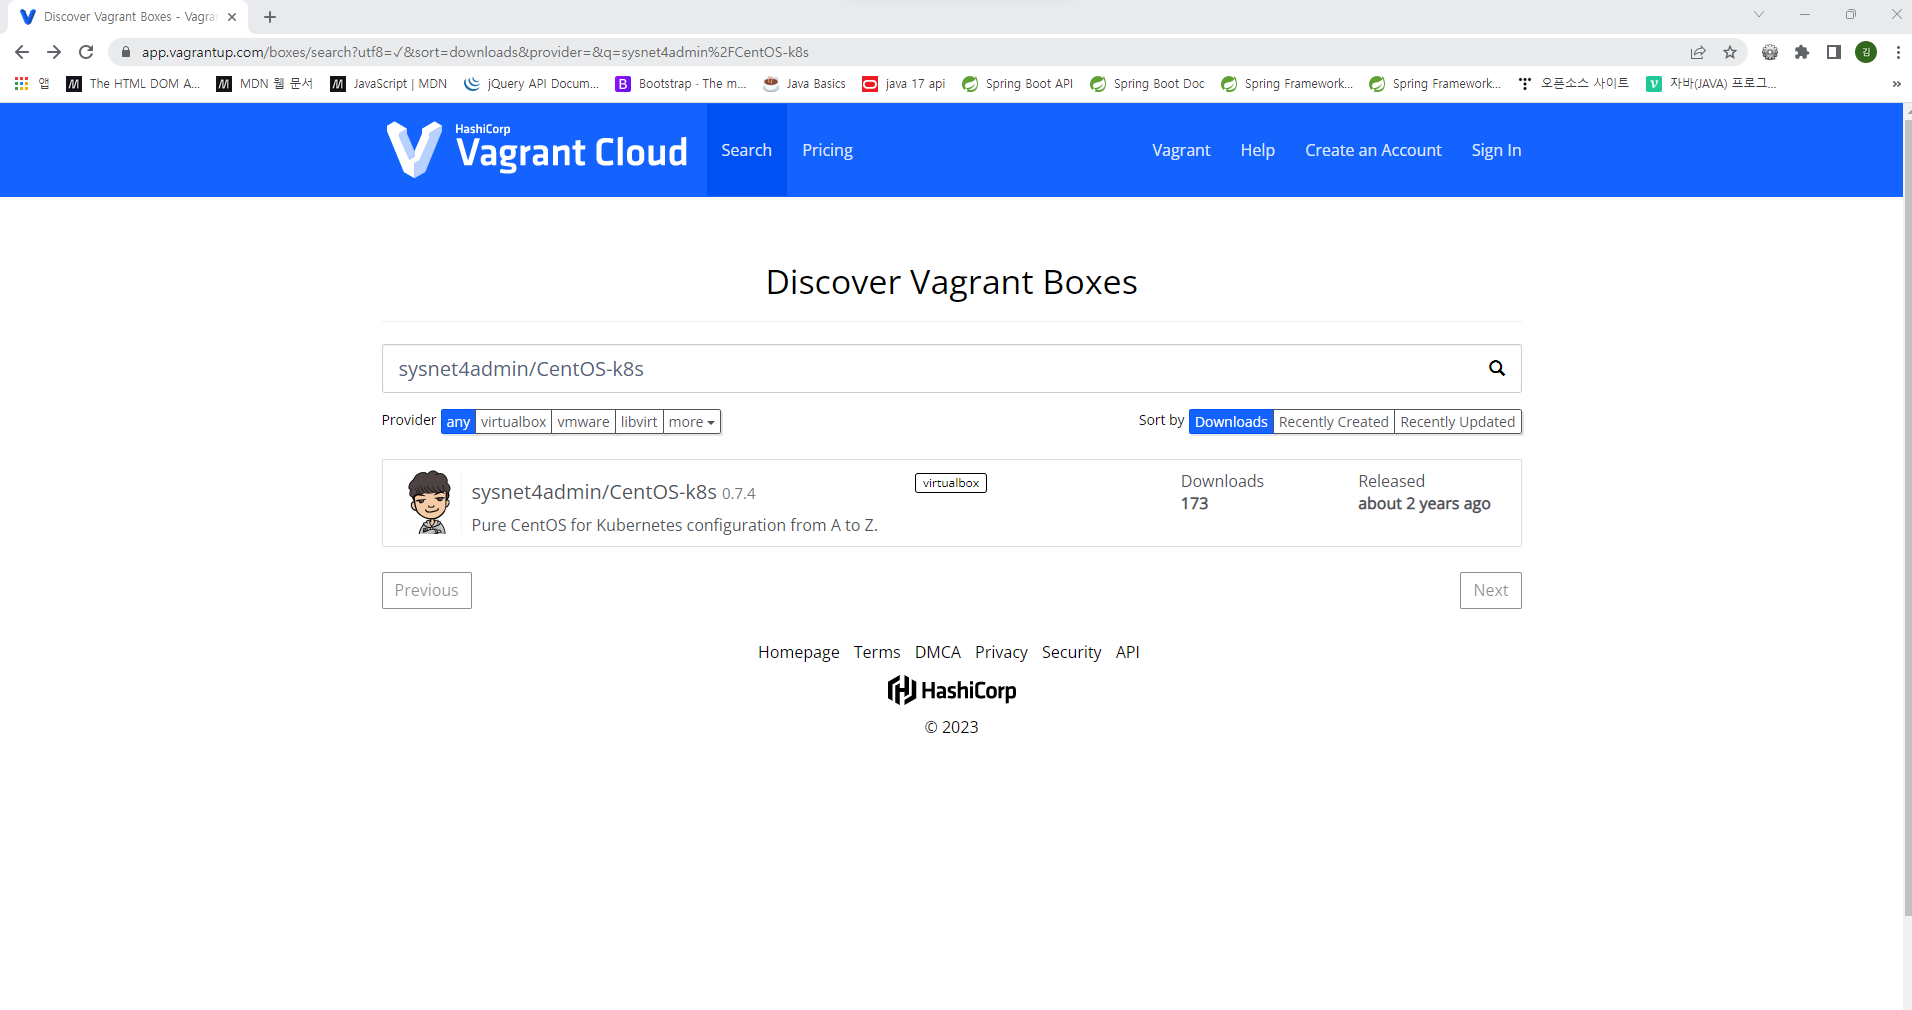 Discover Vagrant Boxes - Vagra
app.vagrantup.com/boxes/search?utf8=✓&sort=downloads&provider=&q=sysnet4admin%2FCentOS-k8s
김
앱 The HTML DOM A... MDN 웹 문서 JavaScript | MDN jQuery API Docum... Bootstrap · The m... Java Basics java 17 api Spring Boot API Spring Boot Doc Spring Framework... Spring Framework... 오픈소스 사이트 자바(JAVA) 프로그...
HashiCorp
Vagrant Cloud
Search Pricing Vagrant Help Create an Account Sign In
Discover Vagrant Boxes
sysnet4admin/CentOS-k8s
Provider any virtualbox vmware libvirt more Sort by Downloads Recently Created Recently Updated
sysnet4admin/CentOS-k8s 0.7.4 virtualbox Downloads Released
173 about 2 years ago
Pure CentOS for Kubernetes configuration from A to Z.
Previous Next
Homepage Terms DMCA Privacy Security API
HashiCorp
© 2023